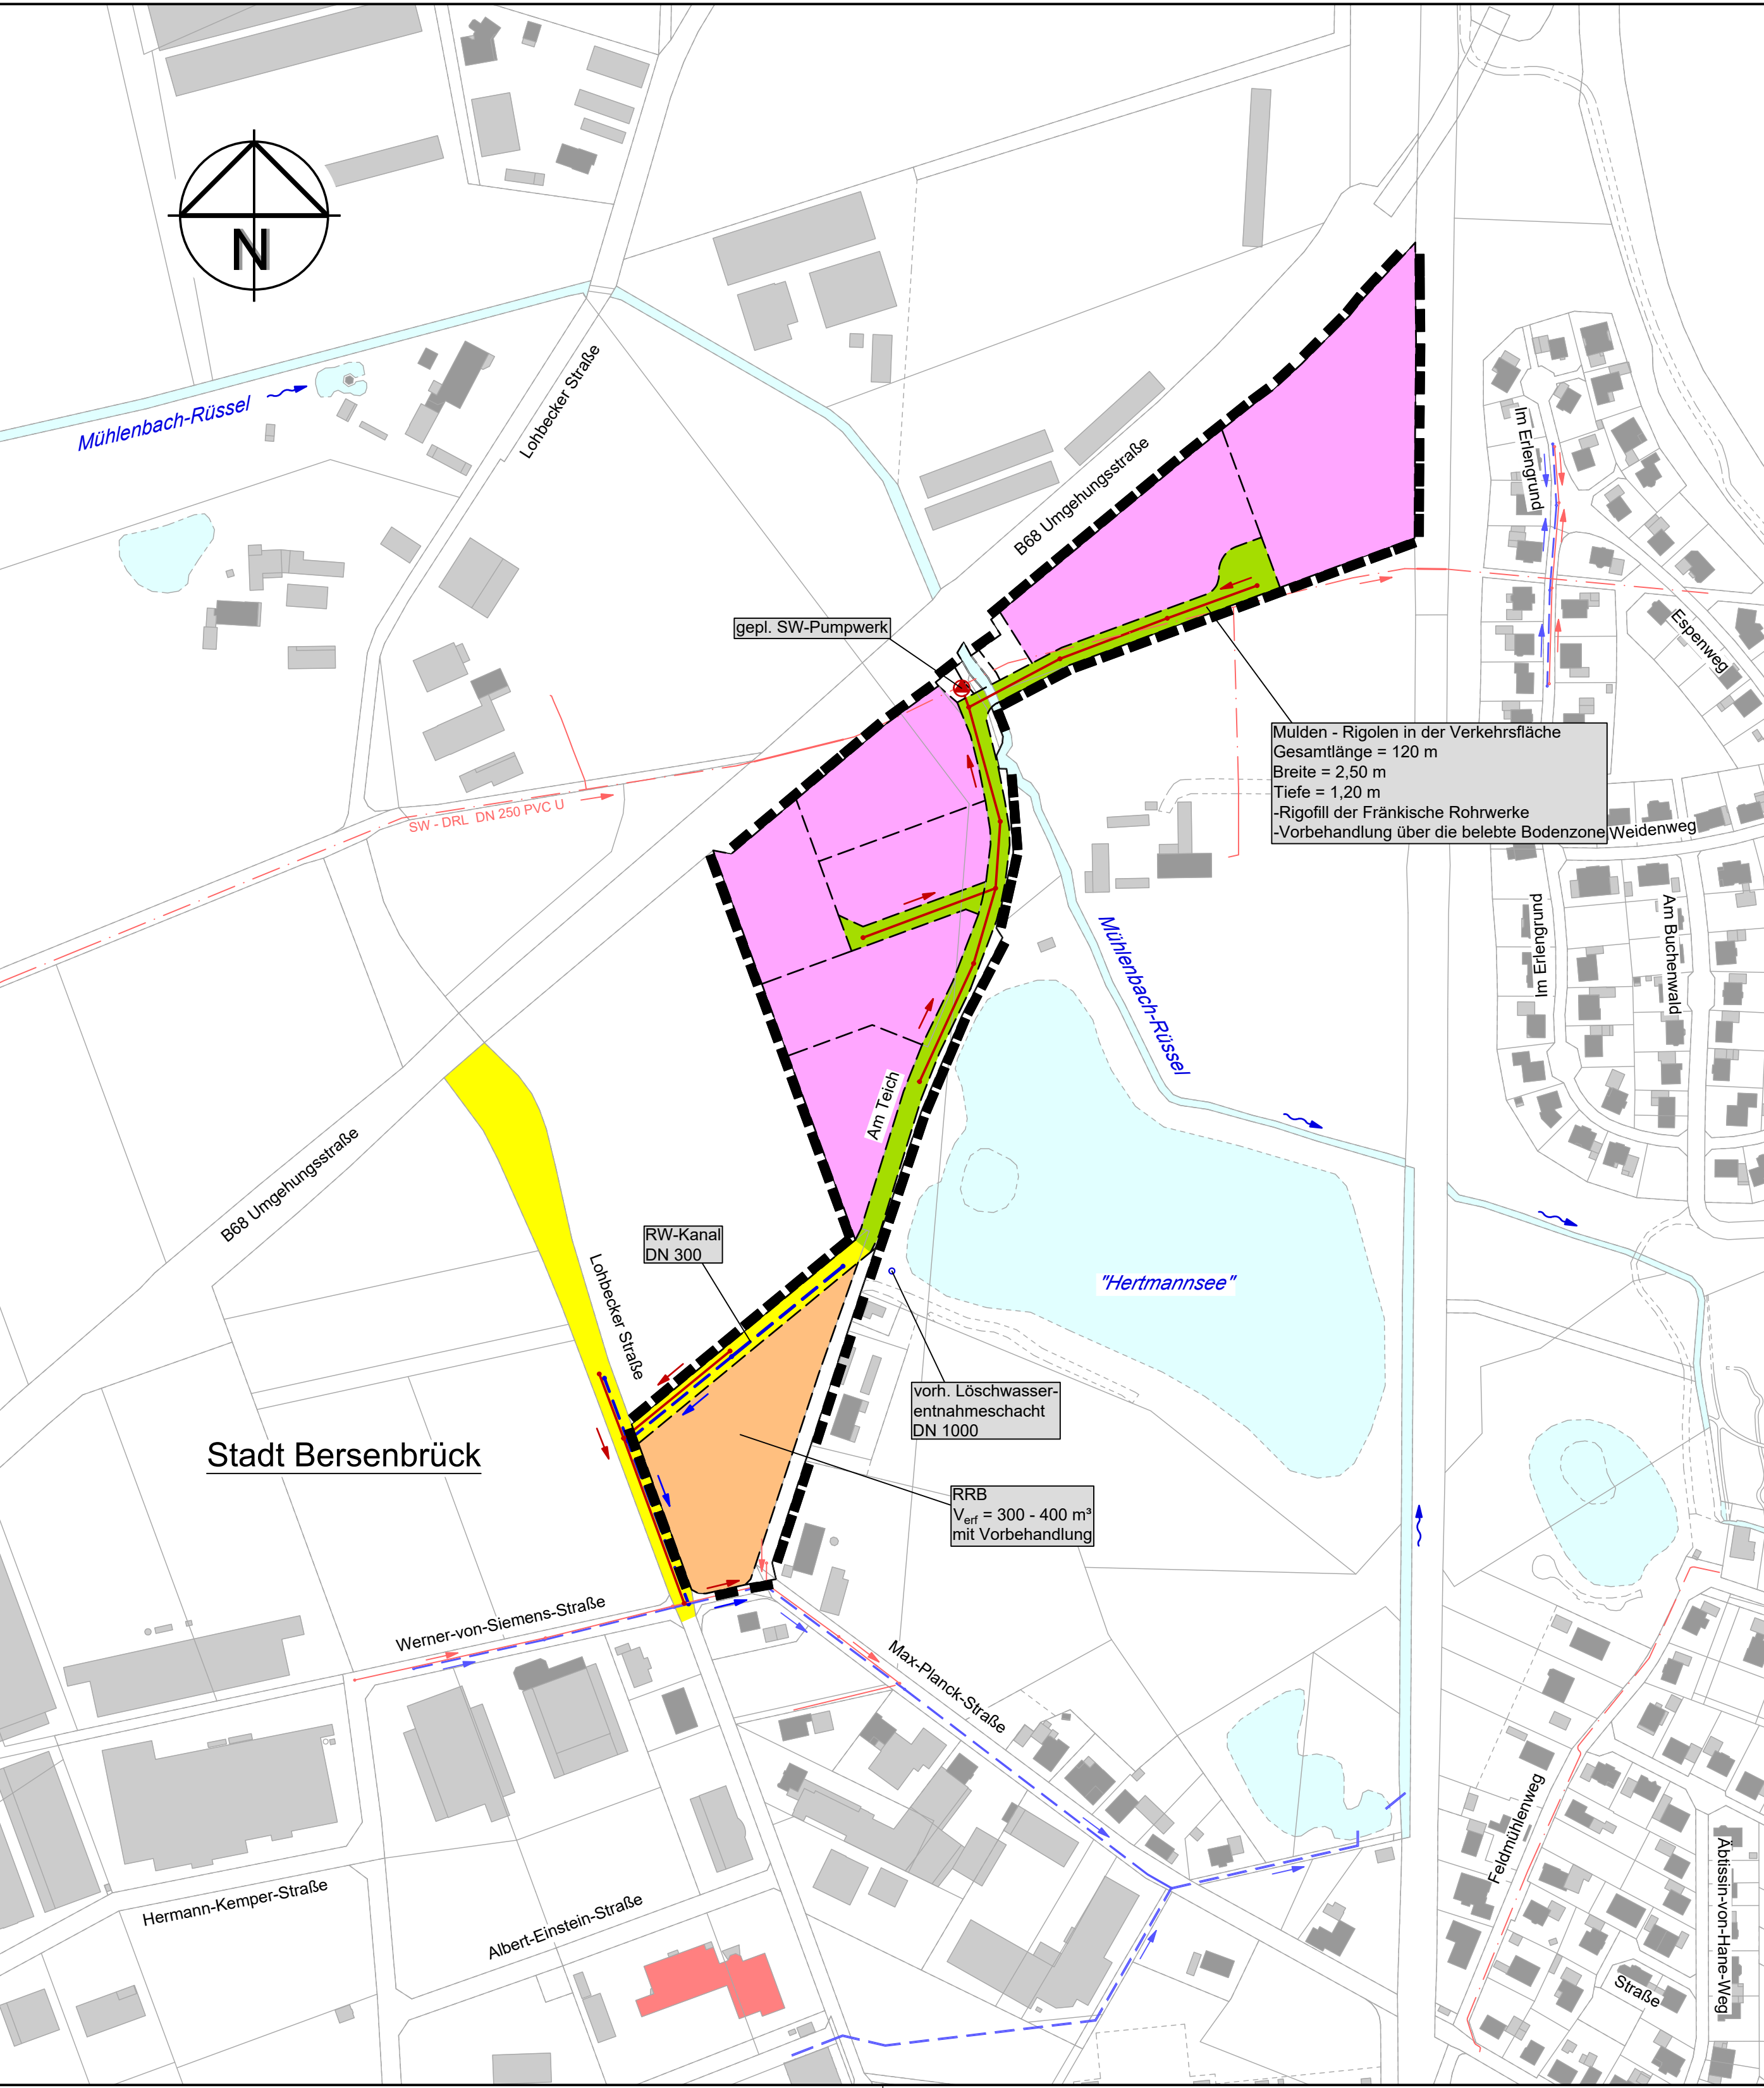 N
Mühlenbach-Rüssel
Lohbecker Straße
B68 Umgehungsstraße
Im Erlengrund
Espenweg
gepl. SW-Pumpwerk
Mulden - Rigolen in der Verkehrsfläche
Gesamtlänge = 120 m
Breite = 2,50 m
Tiefe = 1,20 m
-Rigofill der Fränkische Rohrwerke
-Vorbehandlung über die belebte Bodenzone
Weidenweg
SW - DRL DN 250 PVC U
Im Erlengrund
Am Buchenwald
Mühlenbach-Rüssel
Am Teich
B68 Umgehungsstraße
RW-Kanal
DN 300
Lohbecker Straße
"Hertmannsee"
vorh. Löschwasser-
entnahmeschacht
DN 1000
Stadt Bersenbrück
RRB
Verf = 300 - 400 m³
mit Vorbehandlung
Werner-von-Siemens-Straße
Max-Planck-Straße
Feldmühlenweg
Äbtissin-von-Hane-Weg
Hermann-Kemper-Straße
Albert-Einstein-Straße
Straße